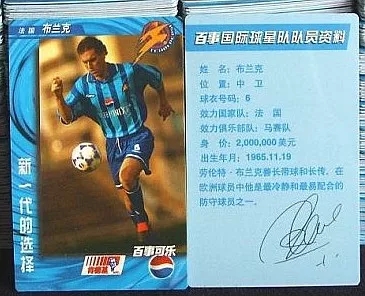 法国 布兰克
新一代的选择
肯德基
百事可乐
百事国际球星队队员资料
姓 名：布兰克
位 置：中 卫
球衣号码：6
效力国家队：法 国
效力俱乐部队：马赛队
身 价：2,000,000美元
出生年月：1965.11.19
劳伦特·布兰克善长带球和长传，在
欧洲球员中他是最冷静和最易配合的
防守球员之一。